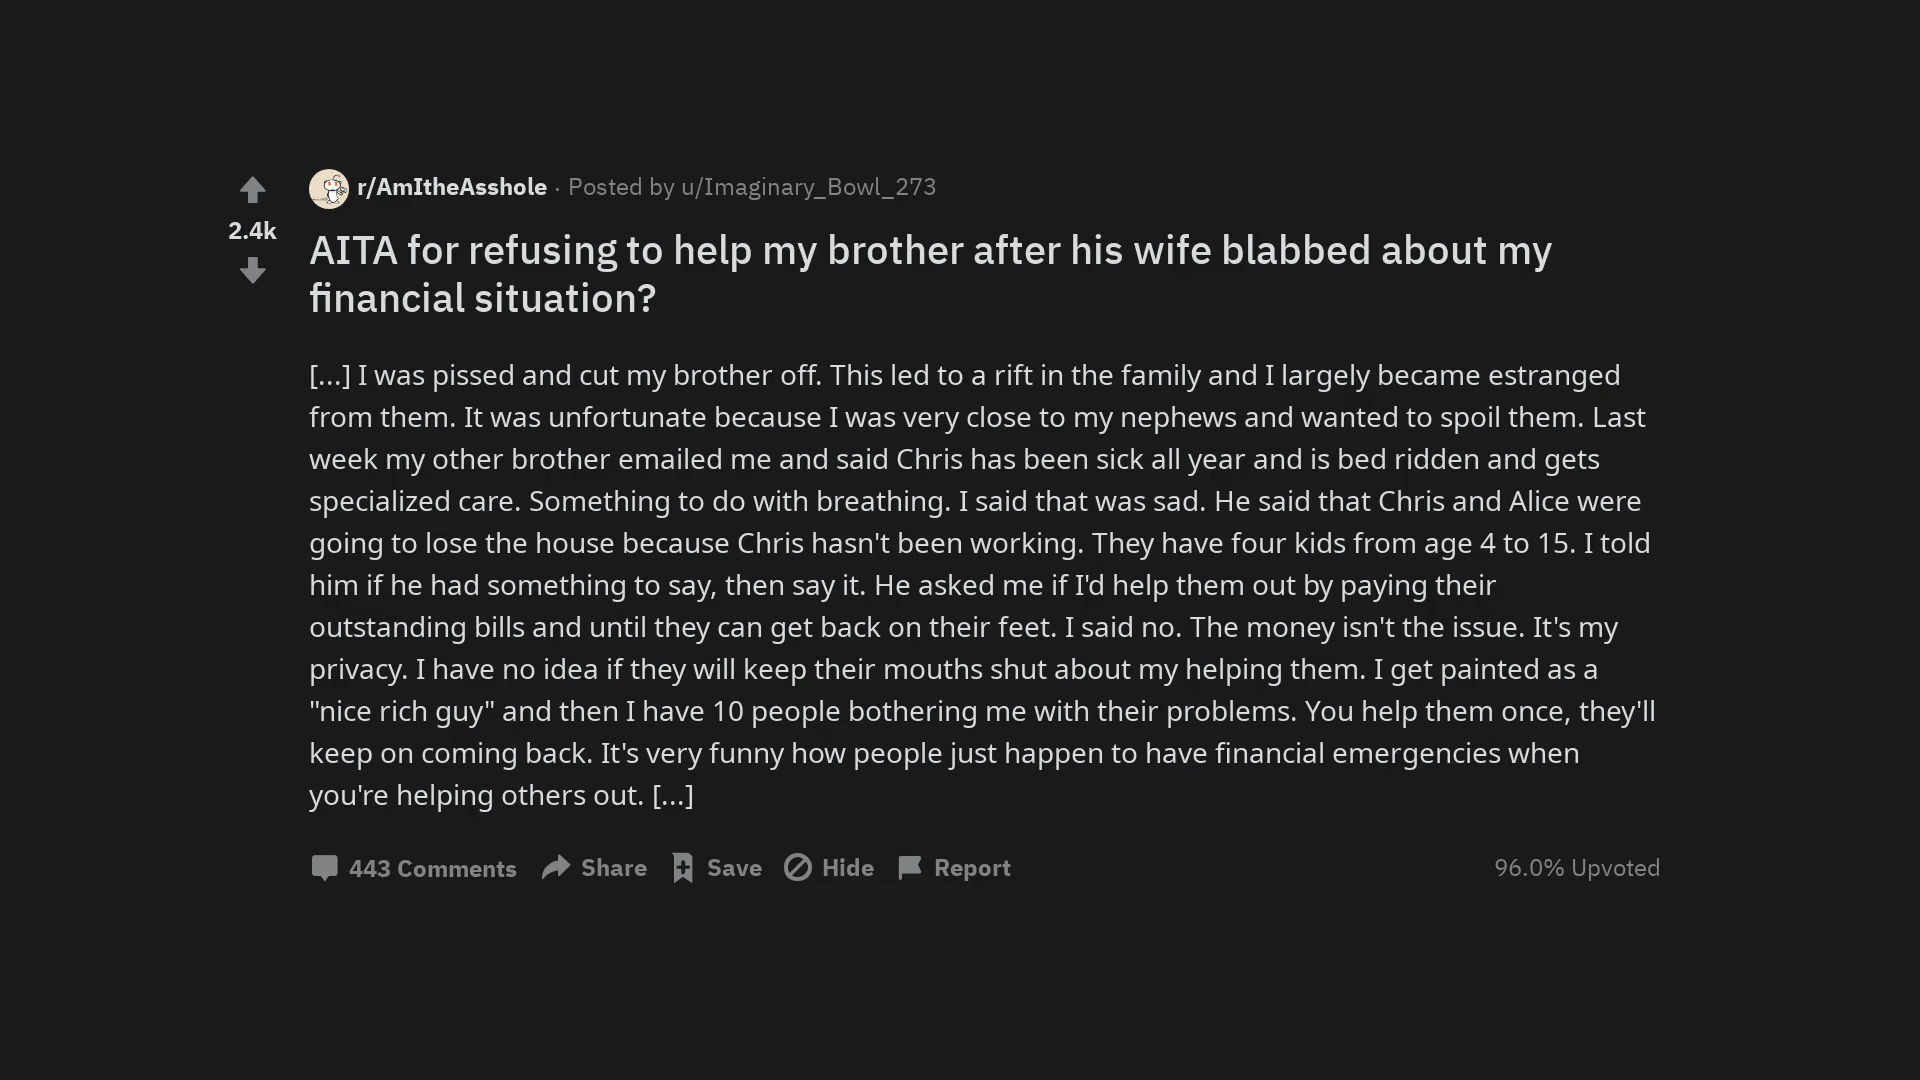 r/AmItheAsshole · Posted by u/Imaginary_Bowl_273
2.4k
AITA for refusing to help my brother after his wife blabbed about my
financial situation?
[...] I was pissed and cut my brother off. This led to a rift in the family and I largely became estranged
from them. It was unfortunate because I was very close to my nephews and wanted to spoil them. Last
week my other brother emailed me and said Chris has been sick all year and is bed ridden and gets
specialized care. Something to do with breathing. I said that was sad. He said that Chris and Alice were
going to lose the house because Chris hasn't been working. They have four kids from age 4 to 15. I told
him if he had something to say, then say it. He asked me if I'd help them out by paying their
outstanding bills and until they can get back on their feet. I said no. The money isn't the issue. It's my
privacy. I have no idea if they will keep their mouths shut about my helping them. I get painted as a
"nice rich guy" and then I have 10 people bothering me with their problems. You help them once, they'll
keep on coming back. It's very funny how people just happen to have financial emergencies when
you're helping others out. [...]
443 Comments Share Save Hide Report 96.0% Upvoted